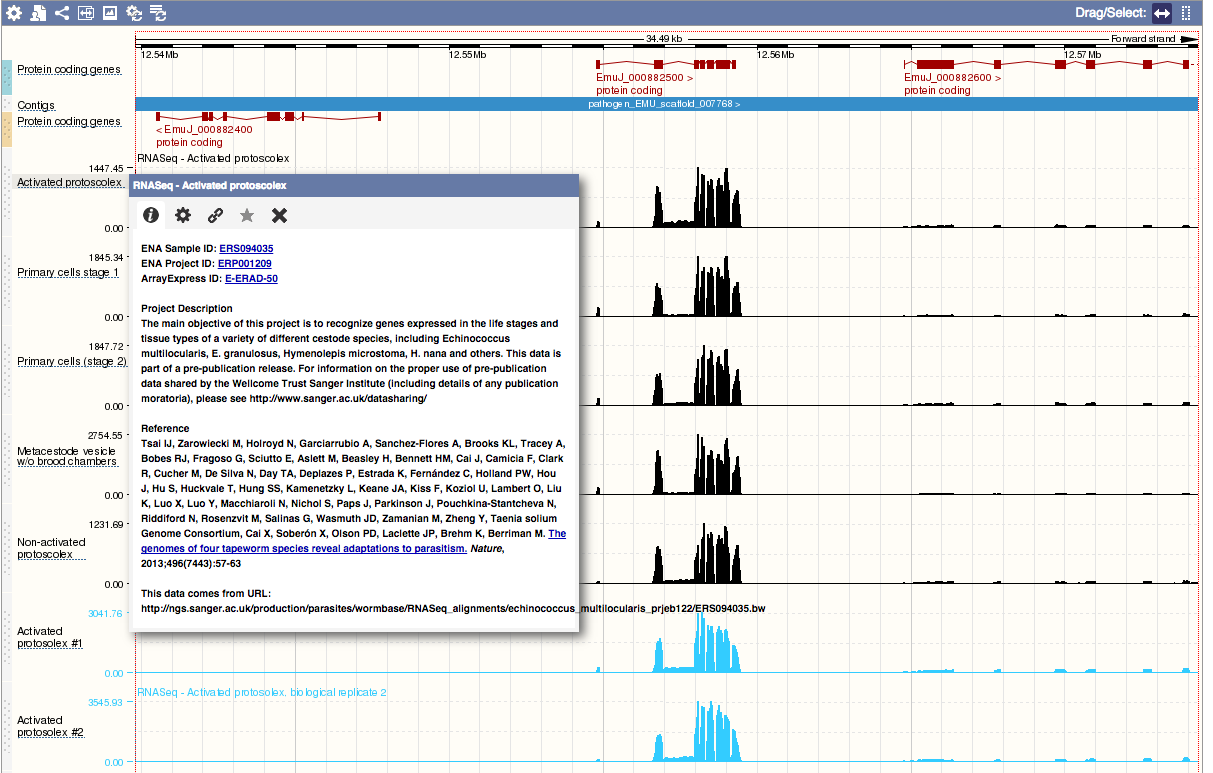 Drag/Select:
34.49 kb
Forward strand
12.54Mb
12.55Mb
12.56Mb
12.57Mb
Protein coding genes
EmuJ_000882500 >
protein coding
EmuJ_000882600 >
protein coding
Contigs
pathogen_EMU_scaffold_007768 >
Protein coding genes
< EmuJ_000882400
protein coding
RNASeq - Activated protoscolex
1447.45
Activated protoscolex
0.00
1845.34
Primary cells stage 1
0.00
1847.72
Primary cells (stage 2)
0.00
2754.55
Metacestode vesicle
w/o brood chambers
0.00
1231.69
Non-activated
protoscolex
0.00
3041.76
Activated
protosolex #1
0.00
RNASeq - Activated protosolex, biological replicate 2
3545.93
Activated
protosolex #2
0.00
RNASeq - Activated protoscolex
ENA Sample ID: ERS094035
ENA Project ID: ERP001209
ArrayExpress ID: E-ERAD-50
Project Description
The main objective of this project is to recognize genes expressed in the life stages and
tissue types of a variety of different cestode species, including Echinococcus
multilocularis, E. granulosus, Hymenolepis microstoma, H. nana and others. This data is
part of a pre-publication release. For information on the proper use of pre-publication
data shared by the Wellcome Trust Sanger Institute (including details of any publication
moratoria), please see http://www.sanger.ac.uk/datasharing/
Reference
Tsai IJ, Zarowiecki M, Holroyd N, Garciarrubio A, Sanchez-Flores A, Brooks KL, Tracey A,
Bobes RJ, Fragoso G, Sciutto E, Aslett M, Beasley H, Bennett HM, Cai J, Camicia F, Clark
R, Cucher M, De Silva N, Day TA, Deplazes P, Estrada K, Fernández C, Holland PW, Hou
J, Hu S, Huckvale T, Hung SS, Kamenetzky L, Keane JA, Kiss F, Koziol U, Lambert O, Liu
K, Luo X, Luo Y, Macchiaroli N, Nichol S, Paps J, Parkinson J, Pouchkina-Stantcheva N,
Riddiford N, Rosenzvit M, Salinas G, Wasmuth JD, Zamanian M, Zheng Y, Taenia solium
Genome Consortium, Cai X, Soberón X, Olson PD, Laclette JP, Brehm K, Berriman M. The
genomes of four tapeworm species reveal adaptations to parasitism. Nature,
2013;496(7443):57-63
This data comes from URL:
http://ngs.sanger.ac.uk/production/parasites/wormbase/RNASeq_alignments/echinococcus_multilocularis_prjeb122/ERS094035.bw